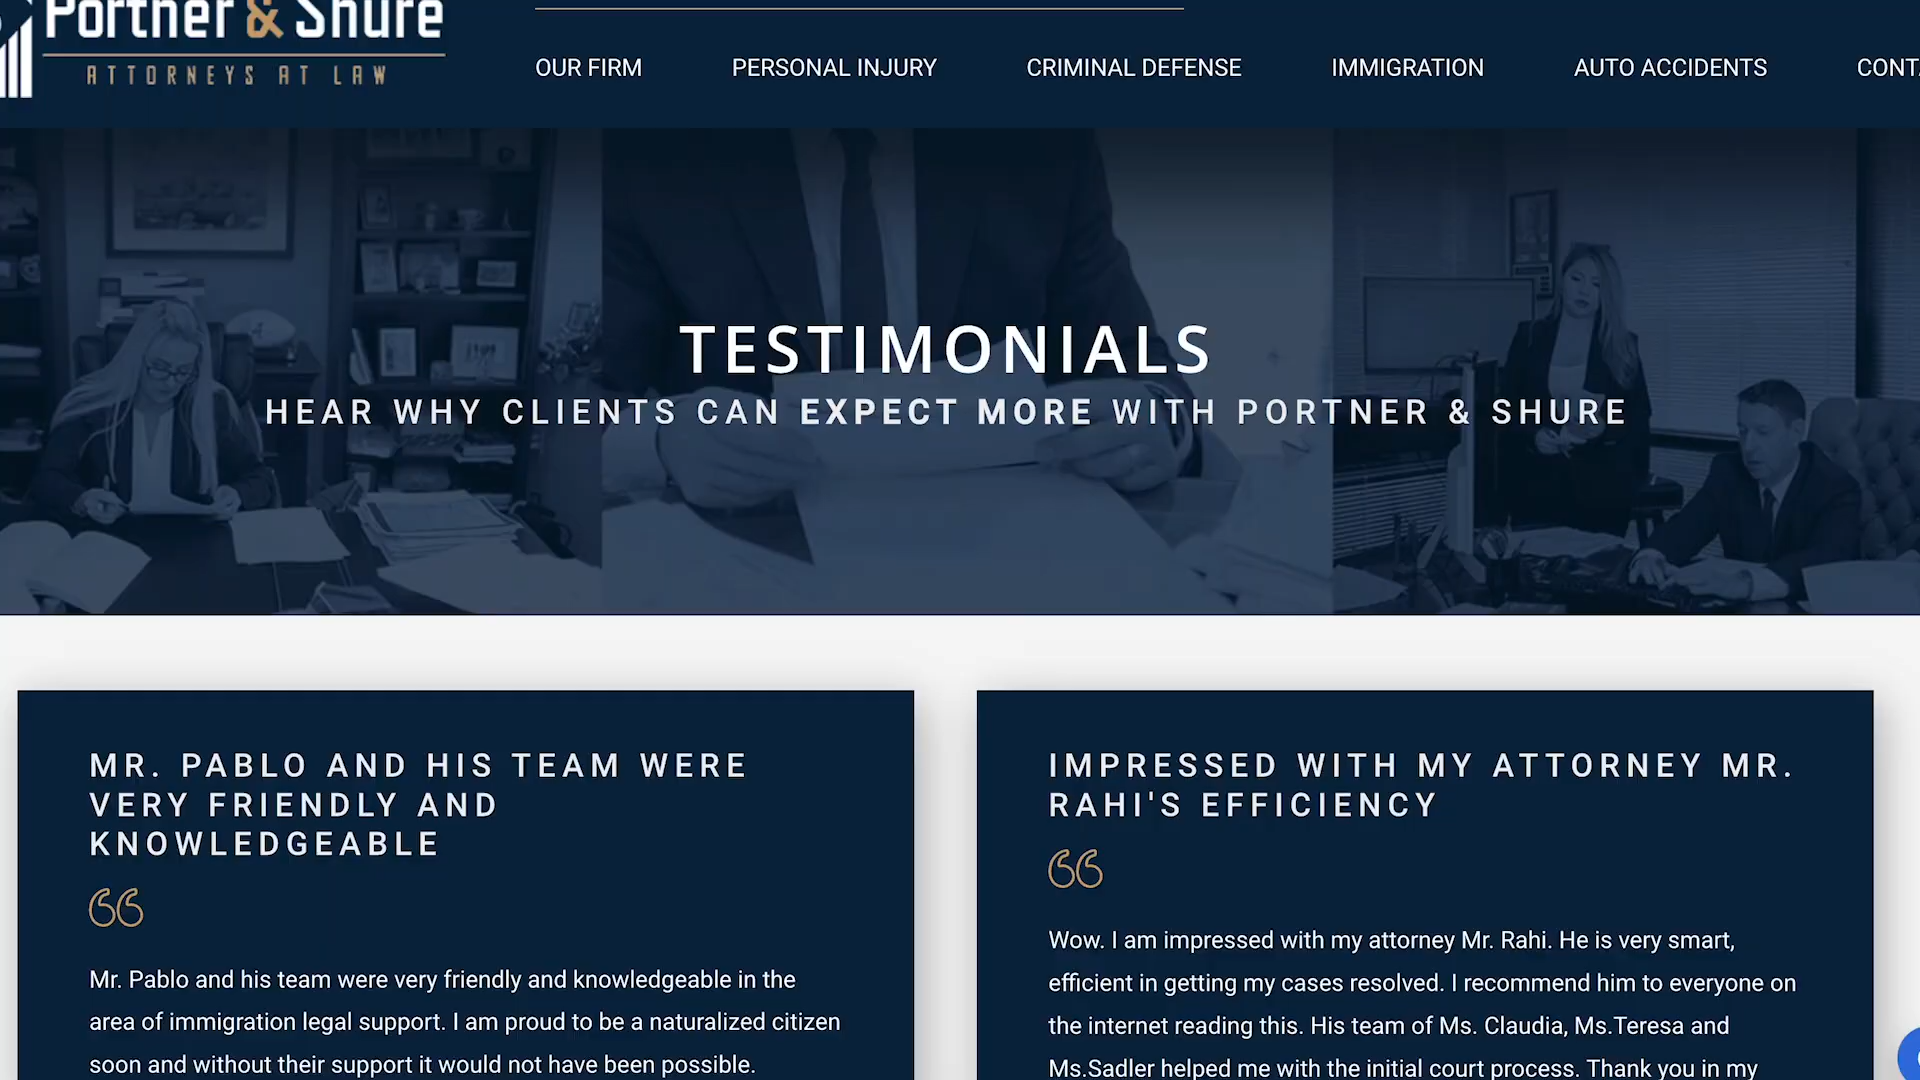 Portner & Shure
ATTORNEYS AT LAW
OUR FIRM PERSONAL INJURY CRIMINAL DEFENSE IMMIGRATION AUTO ACCIDENTS CONTA
TESTIMONIALS
HEAR WHY CLIENTS CAN EXPECT MORE WITH PORTNER & SHURE
MR. PABLO AND HIS TEAM WERE
VERY FRIENDLY AND
KNOWLEDGEABLE
Mr. Pablo and his team were very friendly and knowledgeable in the
area of immigration legal support. I am proud to be a naturalized citizen
soon and without their support it would not have been possible.
IMPRESSED WITH MY ATTORNEY MR.
RAHI'S EFFICIENCY
Wow. I am impressed with my attorney Mr. Rahi. He is very smart,
efficient in getting my cases resolved. I recommend him to everyone on
the internet reading this. His team of Ms. Claudia, Ms.Teresa and
Ms.Sadler helped me with the initial court process. Thank you in my